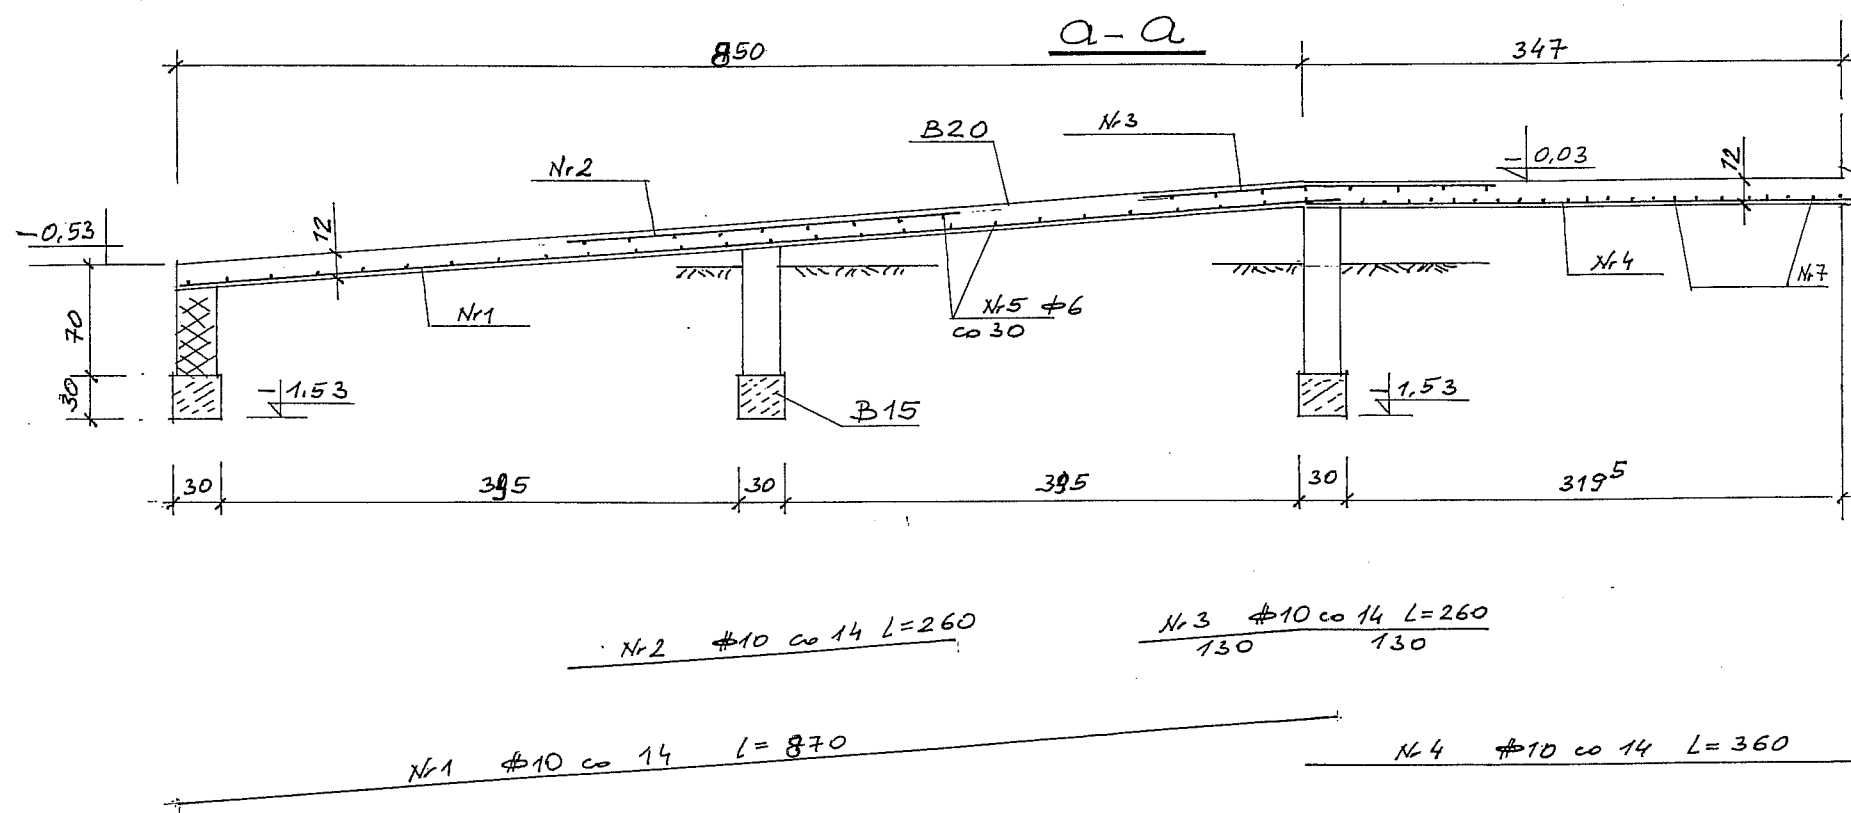 a-a
850
347
B20
Nr3
Nr2
-0,03
12
-0,53
12
Nr4
Nr7
Nr1
Nr5 ϕ6
co 30
70
30
-1,53
-1,53
B15
30
395
30
395
30
319⁵
Nr2 #10 co 14 L=260
Nr3 #10 co 14 L=260
130 130
Nr1 #10 co 14 L=870
Nr4 #10 co 14 L=360